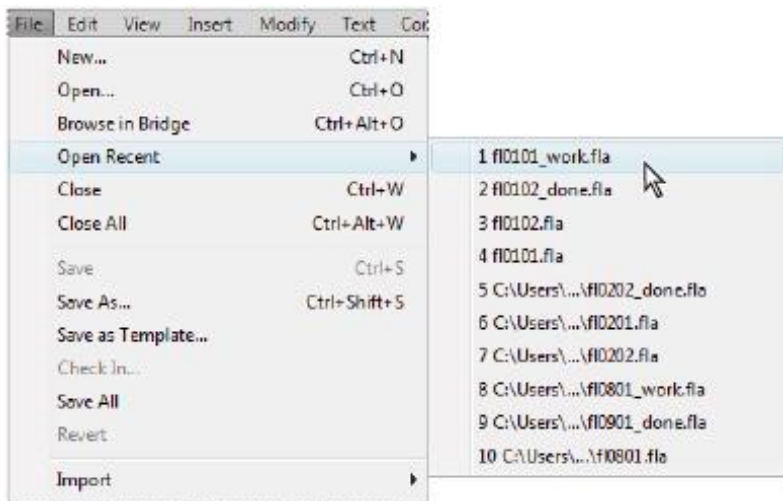 File Edit View Insert Modify Text
New... Ctrl+N
Open... Ctrl+O
Browse in Bridge Ctrl+Alt+O
Open Recent
Close Ctrl+W
Close All Ctrl+Alt+W
Save Ctrl+S
Save As... Ctrl+Shift+S
Save as Template...
Check In...
Save All
Revert
Import
1 fl0101_work.fla
2 fl0102_done.fla
3 fl0102.fla
4 fl0101.fla
5 C:\Users\...\fl0202_done.fla
6 C:\Users\...\fl0201.fla
7 C:\Users\...\fl0202.fla
8 C:\Users\...\fl0801_work.fla
9 C:\Users\...\fl0901_done.fla
10 C:\Users\...\fl0801.fla